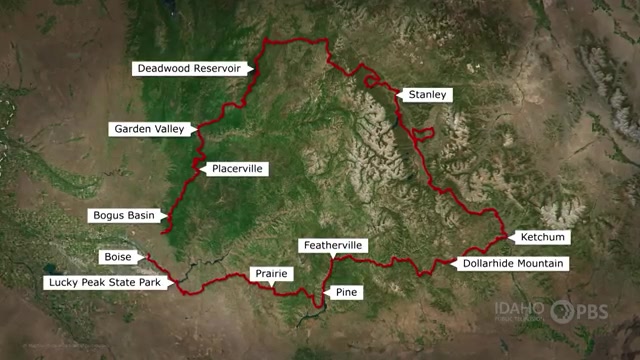 Deadwood Reservoir
Stanley
Garden Valley
Placerville
Bogus Basin
Ketchum
Featherville
Boise
Dollarhide Mountain
Prairie
Lucky Peak State Park
Pine
IDAHO
PBS